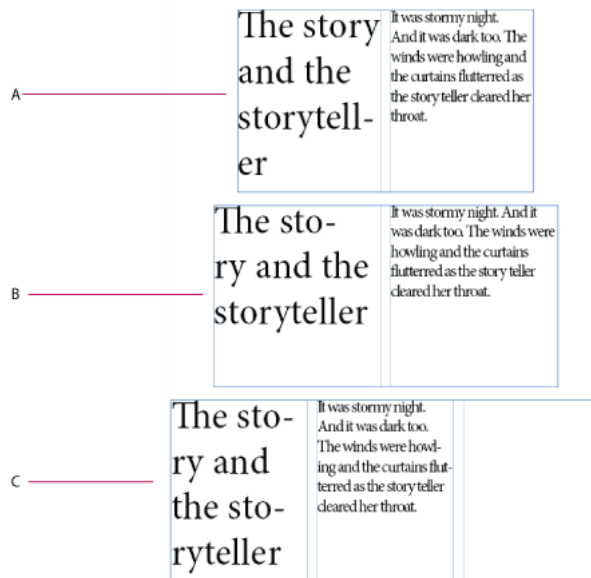 A
The story
and the
storytell-
er
It was stormy night.
And it was dark too. The
winds were howling and
the curtains flutterred as
the story teller cleared her
throat.
B
The sto-
ry and the
storyteller
It was stormy night. And it
was dark too. The winds were
howling and the curtains
flutterred as the story teller
cleared her throat.
C
The sto-
ry and
the sto-
ryteller
It was stormy night.
And it was dark too.
The winds were howl-
ing and the curtains flut-
terred as the story teller
cleared her throat.